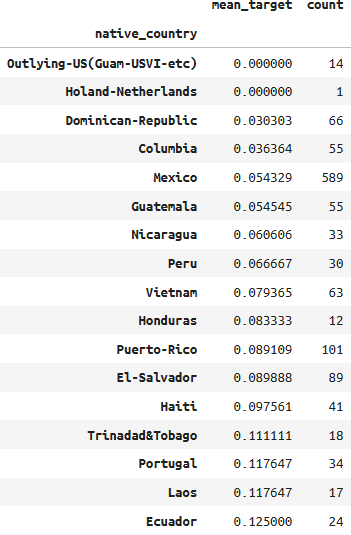 mean_target count
native_country
Outlying-US(Guam-USVI-etc) 0.000000 14
Holand-Netherlands 0.000000 1
Dominican-Republic 0.030303 66
Columbia 0.036364 55
Mexico 0.054329 589
Guatemala 0.054545 55
Nicaragua 0.060606 33
Peru 0.066667 30
Vietnam 0.079365 63
Honduras 0.083333 12
Puerto-Rico 0.089109 101
El-Salvador 0.089888 89
Haiti 0.097561 41
Trinadad&Tobago 0.111111 18
Portugal 0.117647 34
Laos 0.117647 17
Ecuador 0.125000 24